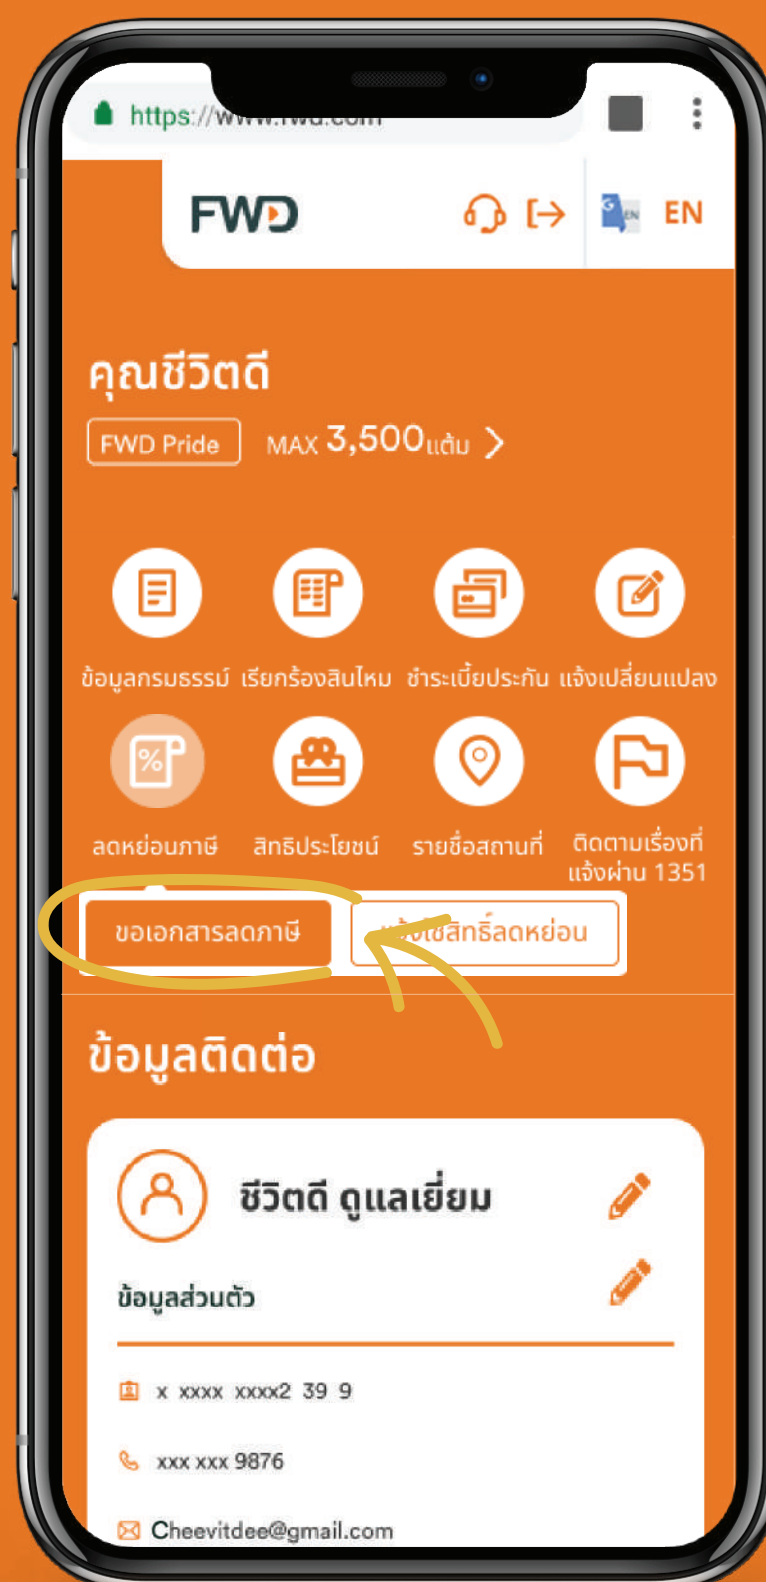 https://www.fwd.com
FWD
EN
คุณชีวิตดี
FWD Pride MAX 3,500แต้ม
ข้อมูลกรมธรรม์ เรียกร้องสินไหม ชำระเบี้ยประกัน แจ้งเปลี่ยนแปลง
%
ลดหย่อนภาษี สิทธิประโยชน์ รายชื่อสถานที่ ติดตามเรื่องที่
แจ้งผ่าน 1351
ขอเอกสารลดภาษี แจ้งใช้สิทธิ์ลดหย่อน
ข้อมูลติดต่อ
ชีวิตดี ดูแลเยี่ยม
ข้อมูลส่วนตัว
x xxxx xxxx2 39 9
xxx xxx 9876
Cheevitdee@gmail.com